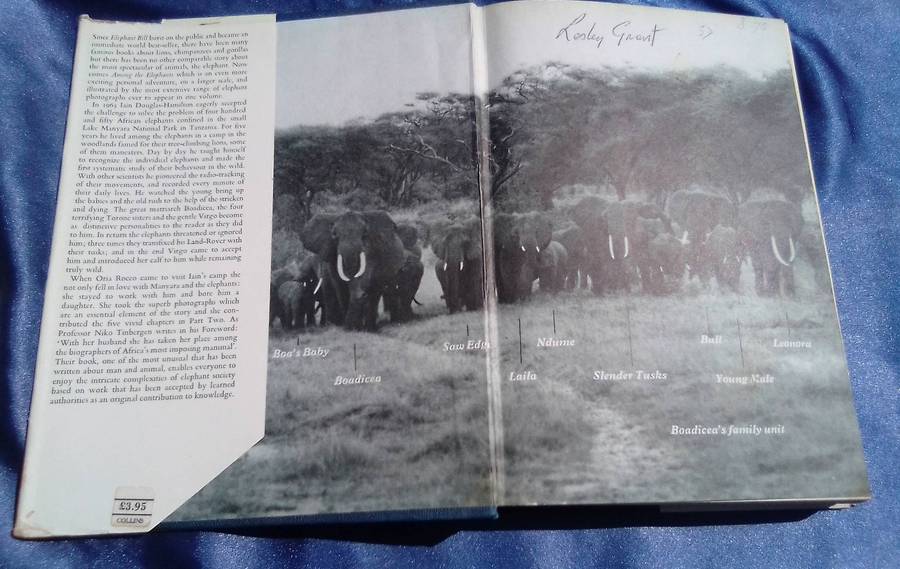 Since Elephant Bill burst on the public and became an
immediate world best-seller, there have been many
famous books about lions, chimpanzees and gorillas
but there has been no other comparable story about
the most spectacular of animals, the elephant. Now
comes Among the Elephants which is an even more
exciting personal adventure, on a larger scale, and
illustrated by the most extensive range of elephant
photographs ever to appear in one volume.
In 1965 Iain Douglas-Hamilton eagerly accepted
the challenge to solve the problem of four hundred
and fifty African elephants confined in the small
Lake Manyara National Park in Tanzania. For five
years he lived among the elephants in a camp in the
woodlands famed for their tree-climbing lions, some
of them maneaters. Day by day he taught himself
to recognize the individual elephants and made the
first systematic study of their behaviour in the wild.
With other scientists he pioneered the radio-tracking
of their movements, and recorded every minute of
their daily lives. He watched the young bring up
the babies and the old rush to the help of the stricken
and dying. The great matriarch Boadicea, the four
terrifying Torone sisters and the gentle Virgo become
as distinctive personalities to the reader as they did
to him. In return the elephants threatened or ignored
him; three times they transfixed his Land-Rover with
their tusks; and in the end Virgo came to accept
him and introduced her calf to him while remaining
truly wild.
When Oria Rocco came to visit Iain's camp she
not only fell in love with Manyara and the elephants:
she stayed to work with him and bore him a
daughter. She took the superb photographs which
are an essential element of the story and she con-
tributed the five vivid chapters in Part Two. As
Professor Niko Tinbergen writes in his Foreword:
'With her husband she has taken her place among
the biographers of Africa's most imposing mammal'.
Their book, one of the most unusual that has been
written about man and animal, enables everyone to
enjoy the intricate complexities of elephant society
based on work that has been accepted by learned
authorities as an original contribution to knowledge.
£3.95
COLLINS
Lesley Grant
Boa's Baby
Boadicea
Saw Edge
Laila
Ndume
Slender Tusks
Bull
Young Male
Leonora
Boadicea's family unit